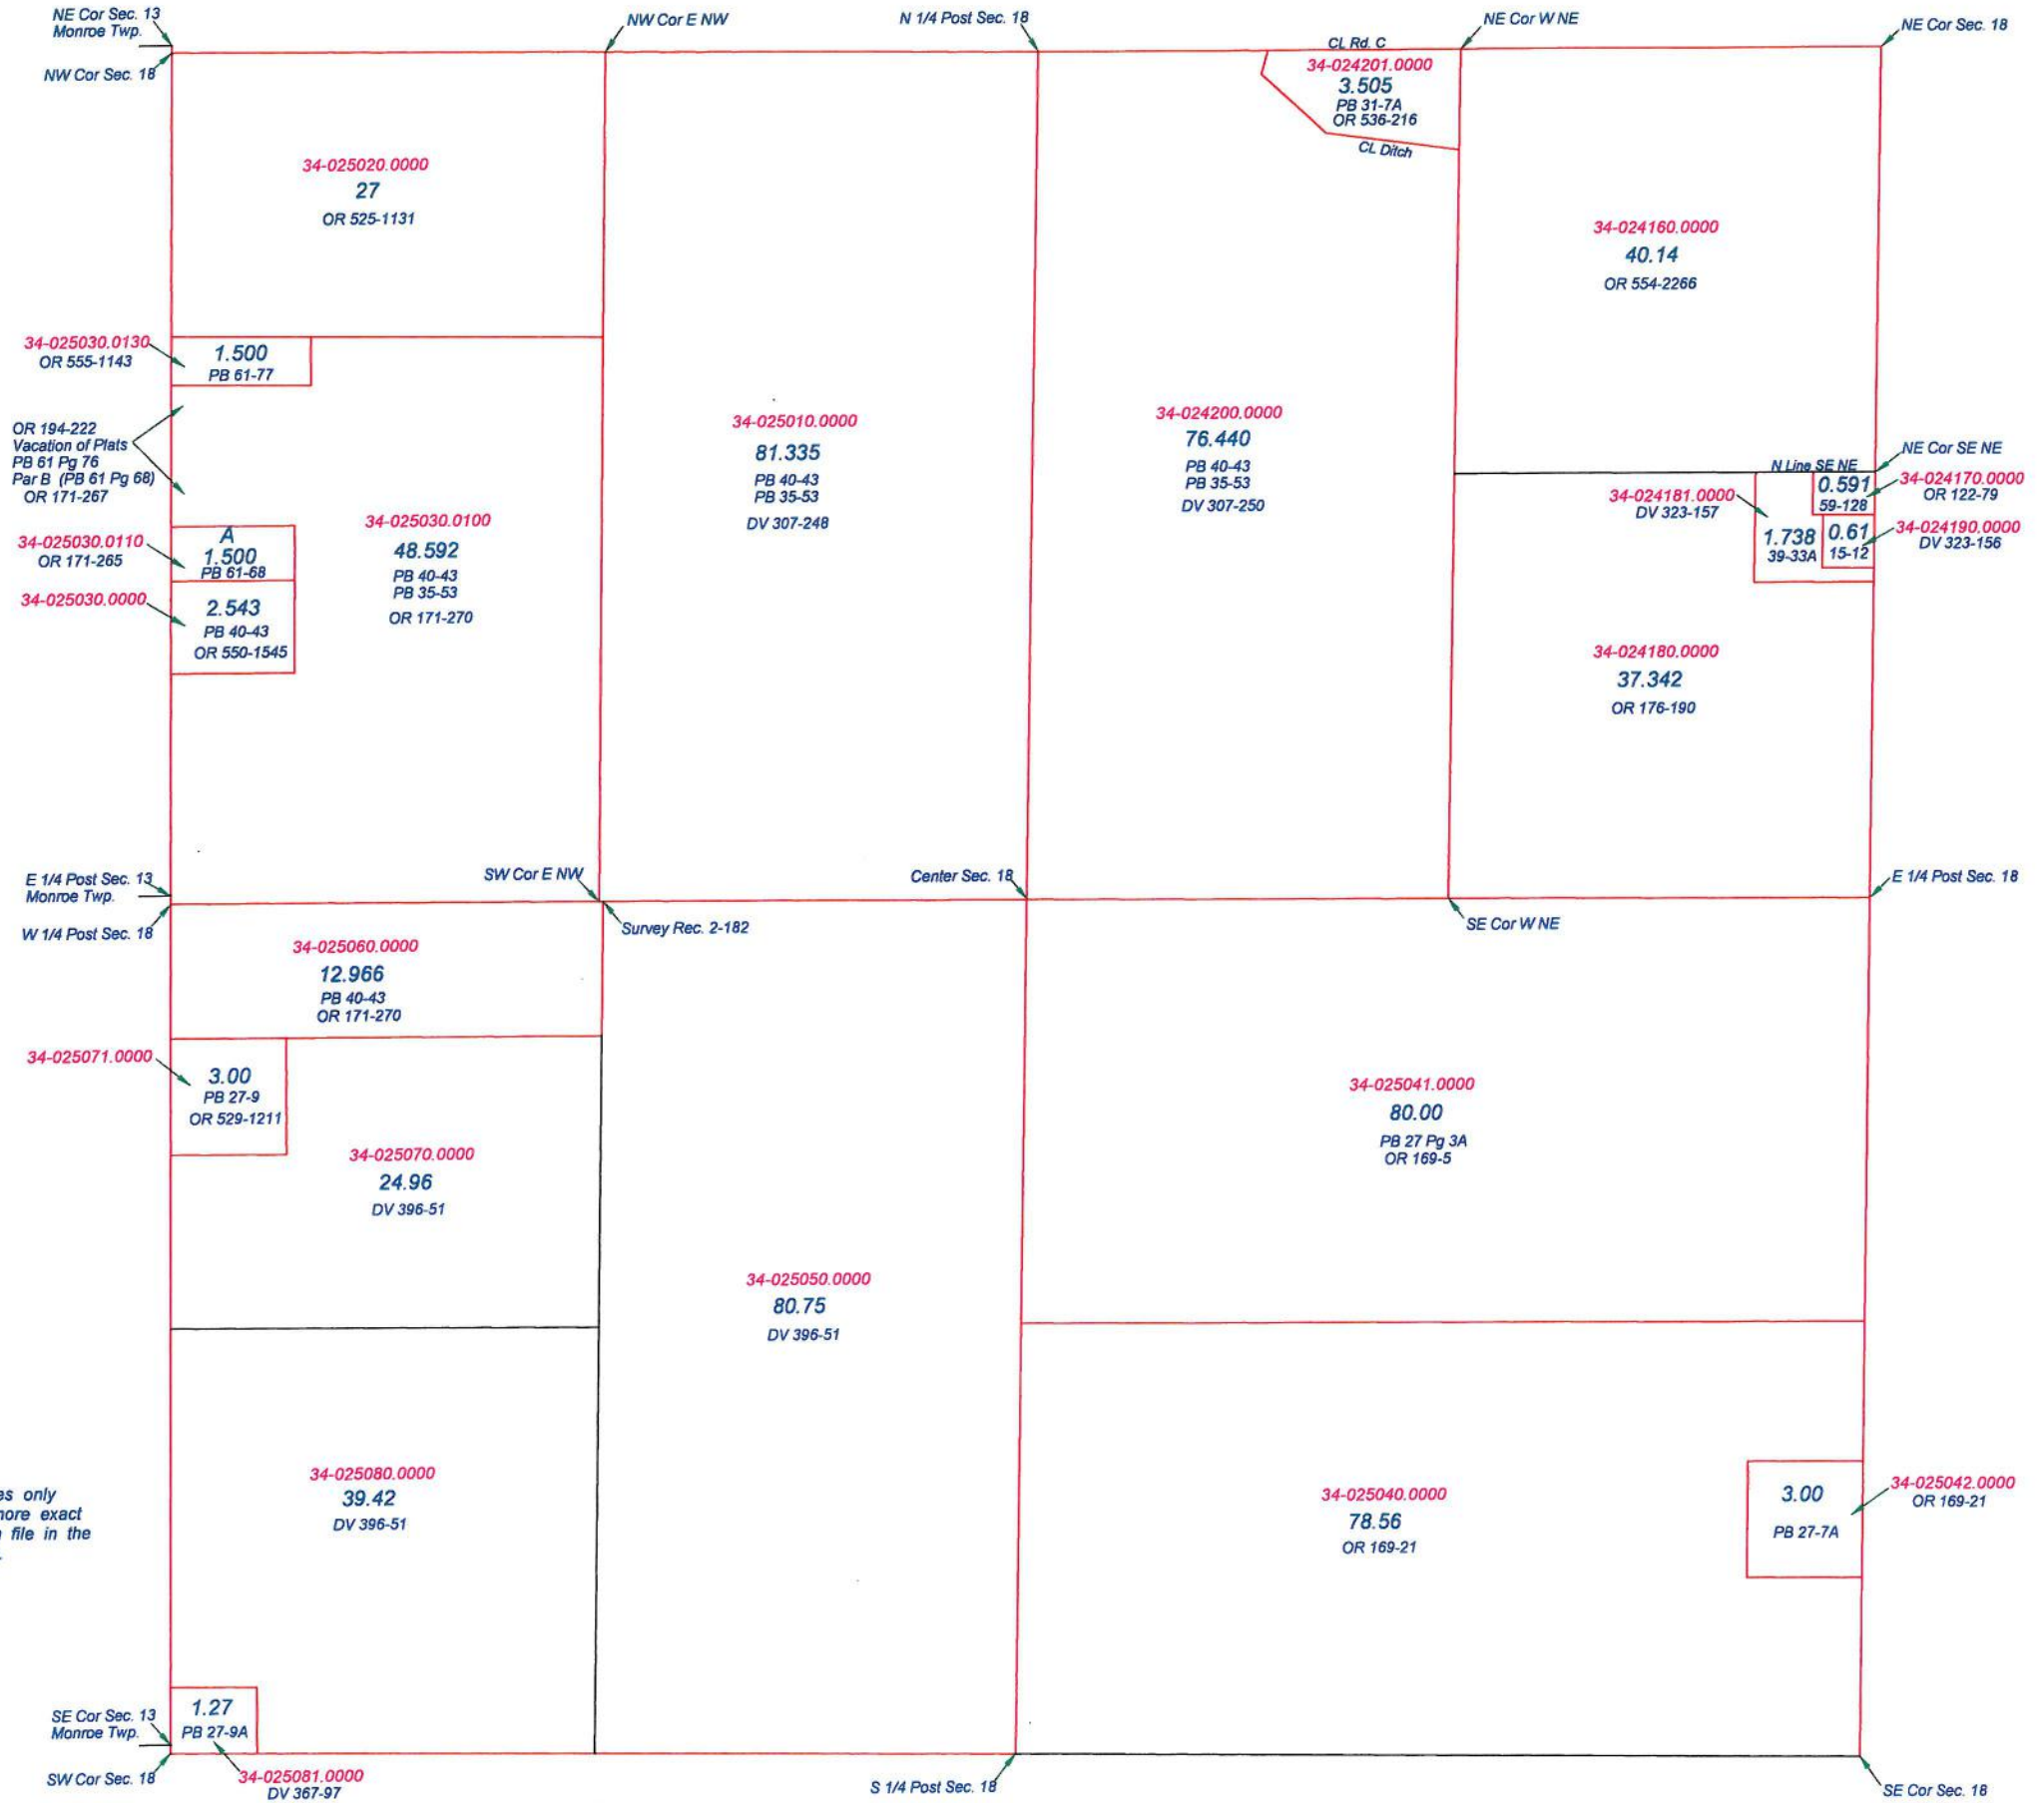 NE Cor Sec. 13
Monroe Twp.
NW Cor Sec. 18
NW Cor E NW
N 1/4 Post Sec. 18
CL Rd. C
NE Cor W NE
NE Cor Sec. 18
34-024201.0000
3.505
PB 31-7A
OR 536-216
CL Ditch
34-025020.0000
27
OR 525-1131
34-024160.0000
40.14
OR 554-2266
34-025030.0130
OR 555-1143
1.500
PB 61-77
OR 194-222
Vacation of Plats
PB 61 Pg 76
Par B (PB 61 Pg 68)
OR 171-267
34-025010.0000
81.335
PB 40-43
PB 35-53
DV 307-248
34-024200.0000
76.440
PB 40-43
PB 35-53
DV 307-250
NE Cor SE NE
N Line SE NE
34-024170.0000
OR 122-79
0.591
59-128
34-024181.0000
DV 323-157
1.738
39-33A
0.61
15-12
34-024190.0000
DV 323-156
34-025030.0110
OR 171-265
A
1.500
PB 61-68
34-025030.0100
48.592
PB 40-43
PB 35-53
OR 171-270
34-025030.0000
2.543
PB 40-43
OR 550-1545
34-024180.0000
37.342
OR 176-190
E 1/4 Post Sec. 13
Monroe Twp.
W 1/4 Post Sec. 18
SW Cor E NW
Survey Rec. 2-182
Center Sec. 18
SE Cor W NE
E 1/4 Post Sec. 18
34-025060.0000
12.966
PB 40-43
OR 171-270
34-025071.0000
3.00
PB 27-9
OR 529-1211
34-025070.0000
24.96
DV 396-51
34-025041.0000
80.00
PB 27 Pg 3A
OR 169-5
34-025050.0000
80.75
DV 396-51
34-025080.0000
39.42
DV 396-51
34-025040.0000
78.56
OR 169-21
3.00
PB 27-7A
34-025042.0000
OR 169-21
es only
more exact
file in the
SE Cor Sec. 13
Monroe Twp.
SW Cor Sec. 18
1.27
PB 27-9A
34-025081.0000
DV 367-97
S 1/4 Post Sec. 18
SE Cor Sec. 18